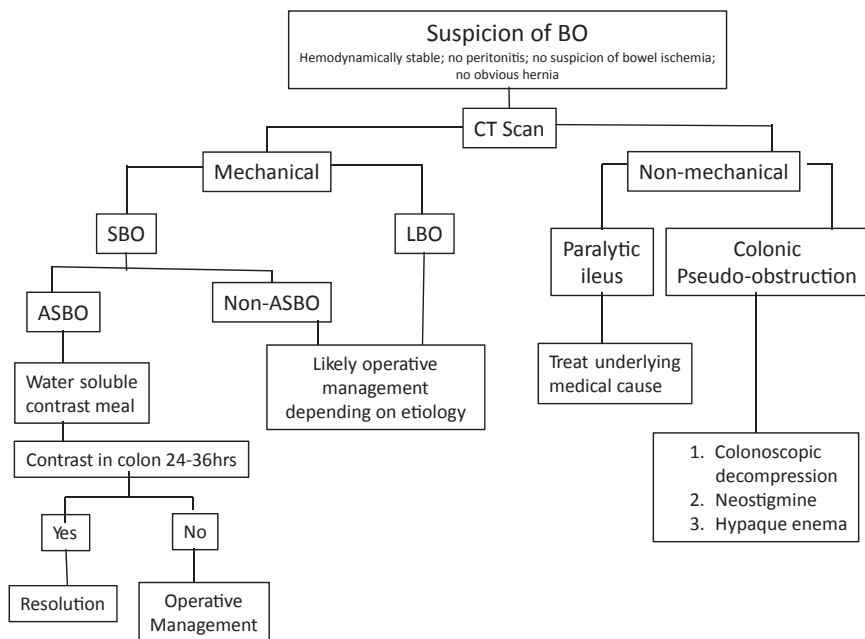 Suspicion of BO
Hemodynamically stable; no peritonitis; no suspicion of bowel ischemia;
no obvious hernia
CT Scan
Mechanical
Non-mechanical
SBO
LBO
Paralytic
ileus
Colonic
Pseudo-obstruction
ASBO
Non-ASBO
Water soluble
contrast meal
Likely operative
management
depending on etiology
Treat underlying
medical cause
Contrast in colon 24-36hrs
1. Colonoscopic
decompression
2. Neostigmine
3. Hypaque enema
Yes
No
Resolution
Operative
Management